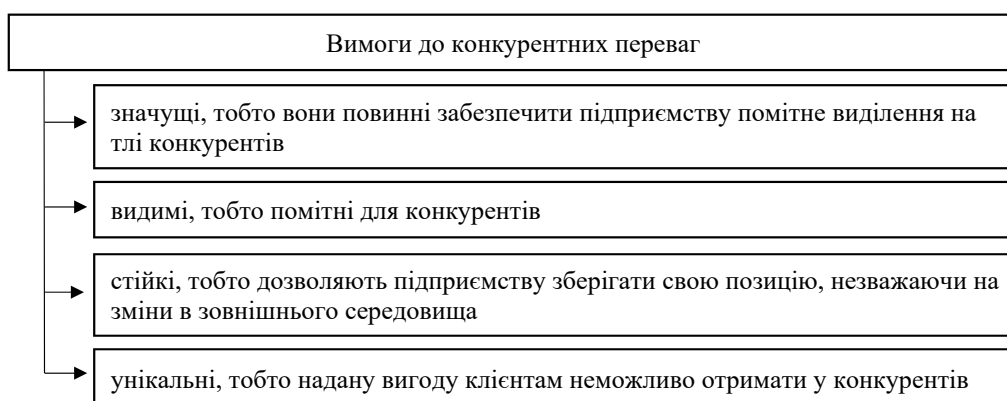 Вимоги до конкурентних переваг
значущі, тобто вони повинні забезпечити підприємству помітне виділення на
тлі конкурентів
видимі, тобто помітні для конкурентів
стійкі, тобто дозволяють підприємству зберігати свою позицію, незважаючи на
зміни в зовнішнього середовища
унікальні, тобто надану вигоду клієнтам неможливо отримати у конкурентів